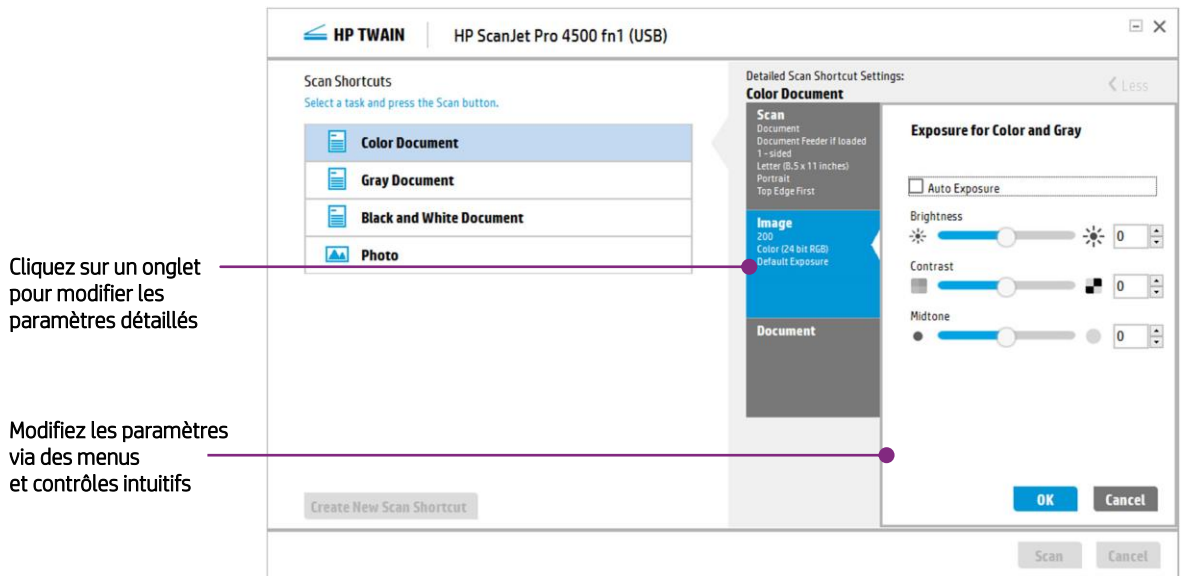 HP TWAIN
HP ScanJet Pro 4500 fn1 (USB)
Scan Shortcuts
Select a task and press the Scan button.
Color Document
Gray Document
Black and White Document
Photo
Create New Scan Shortcut
Detailed Scan Shortcut Settings:
Color Document
Less
Scan
Document
Document Feeder if loaded
1 - sided
Letter (8.5 x 11 inches)
Portrait
Top Edge First
Image
200
Color (24 bit RGB)
Default Exposure
Document
Exposure for Color and Gray
Auto Exposure
Brightness
0
Contrast
0
Midtone
0
OK Cancel
Scan Cancel
Cliquez sur un onglet
pour modifier les
paramètres détaillés
Modifiez les paramètres
via des menus
et contrôles intuitifs